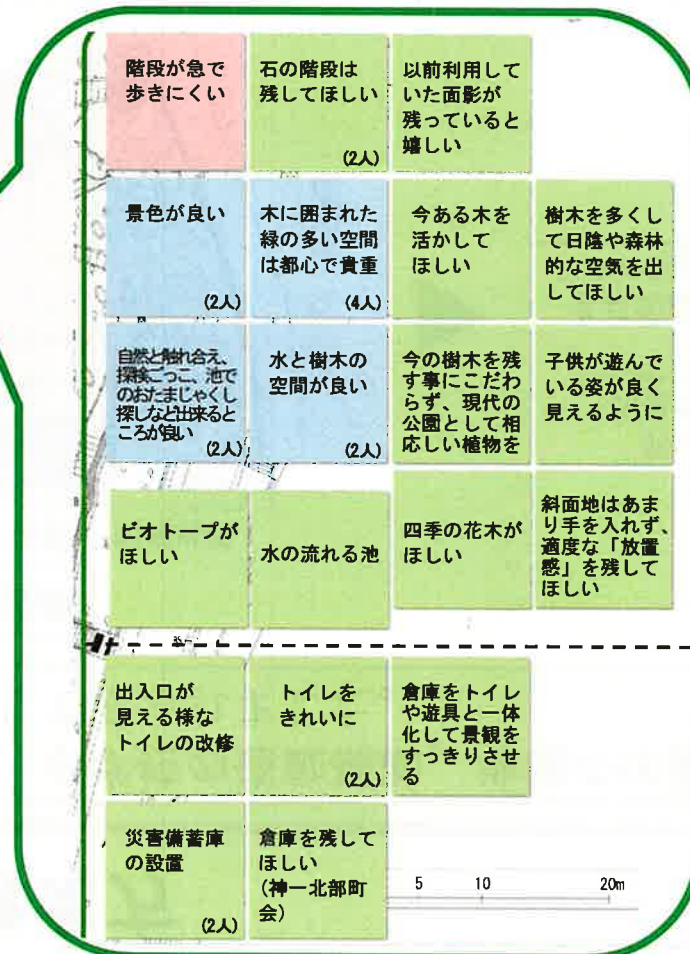 階段が急で
歩きにくい
石の階段は
残してほしい
(2人)
以前利用して
いた面影が
残っていると
嬉しい
景色が良い
(2人)
木に囲まれた
緑の多い空間
は都心で貴重
(4人)
今ある木を
活かして
ほしい
樹木を多くし
て日陰や森林
的な空気を出
してほしい
自然と触れ合え、
探検ごっこ、池で
のおたまじゃくし
探しなど出来ると
ころが良い
(2人)
水と樹木の
空間が良い
(2人)
今の樹木を残
す事にこだわ
らず、現代の
公園として相
応しい植物を
子供が遊んで
いる姿が良く
見えるように
ビオトープが
ほしい
水の流れる池
四季の花木が
ほしい
斜面地はあま
り手を入れず、
適度な「放置
感」を残して
ほしい
出入口が
見える様な
トイレの改修
トイレを
きれいに
(2人)
倉庫をトイレ
や遊具と一体
化して景観を
すっきりさせ
る
災害備蓄庫
の設置
(2人)
倉庫を残して
ほしい
(神一北部町
会)
5 10 20m